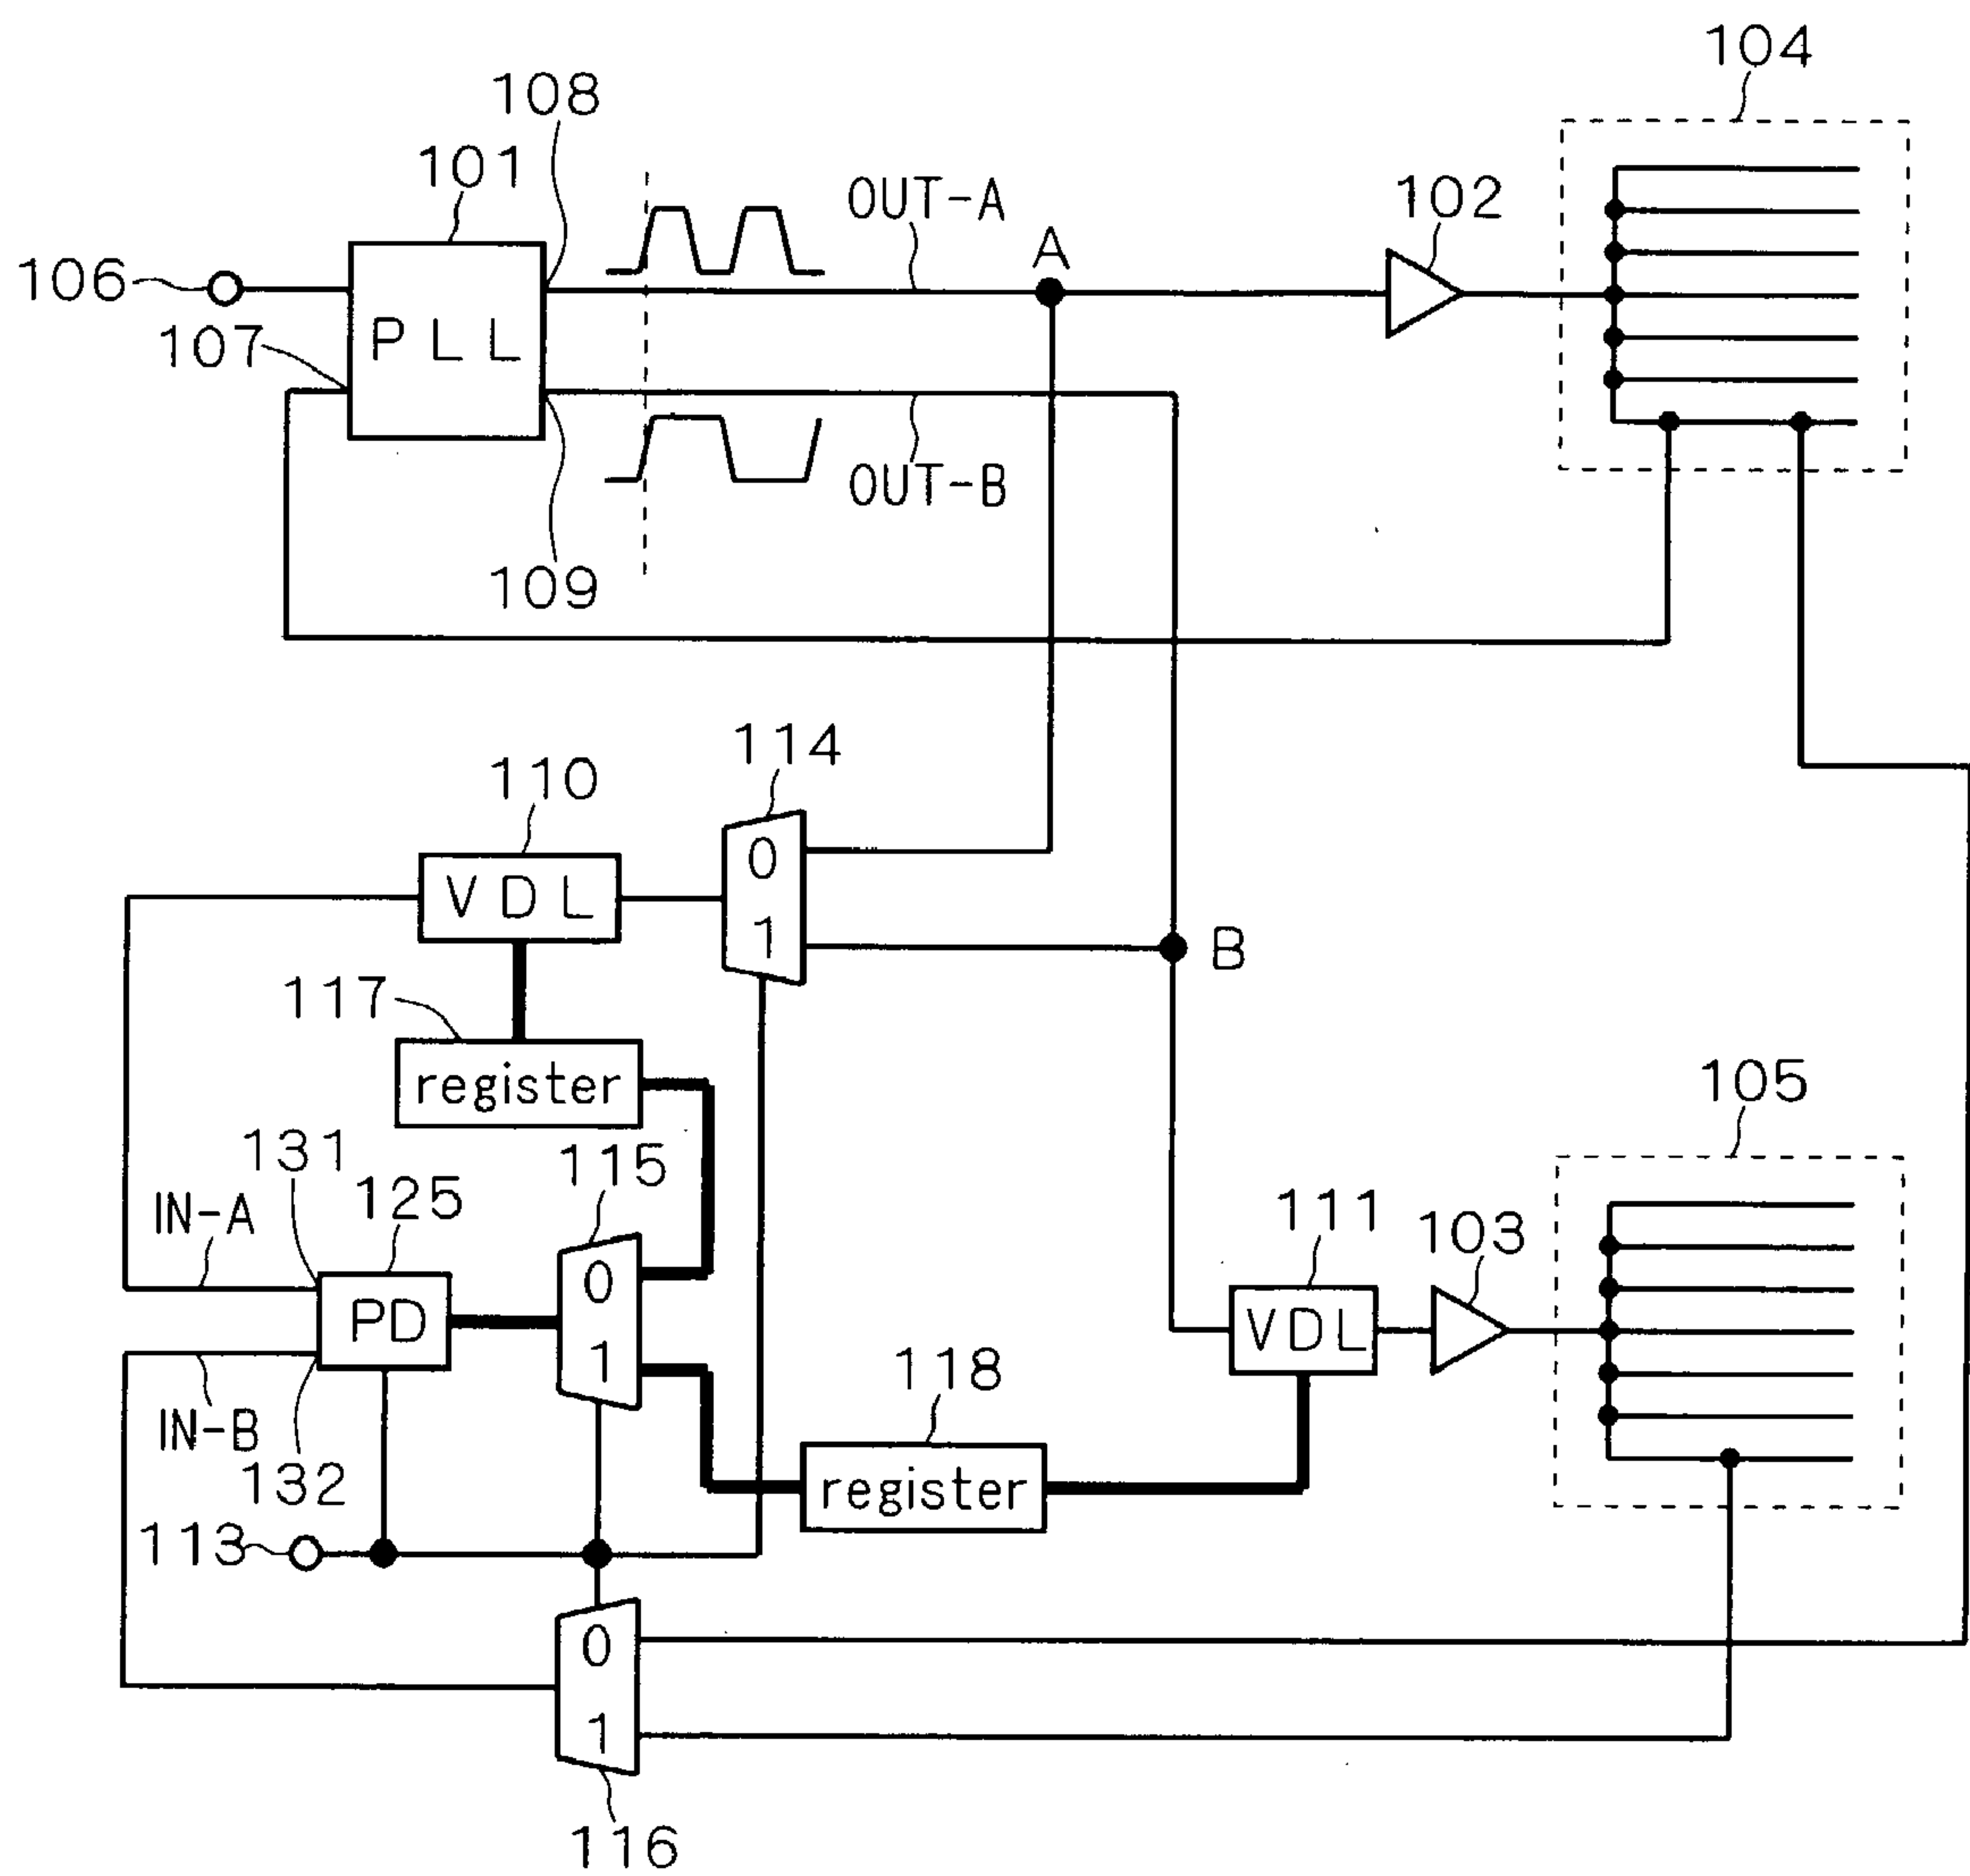 104
108
101
OUT-A
102
A
106
PLL
107
OUT-B
109
114
110
0
VDL
1
B
117
register
105
131
115
125
IN-A
111
103
0
PD
VDL
1
118
IN-B
132
register
113
0
1
116